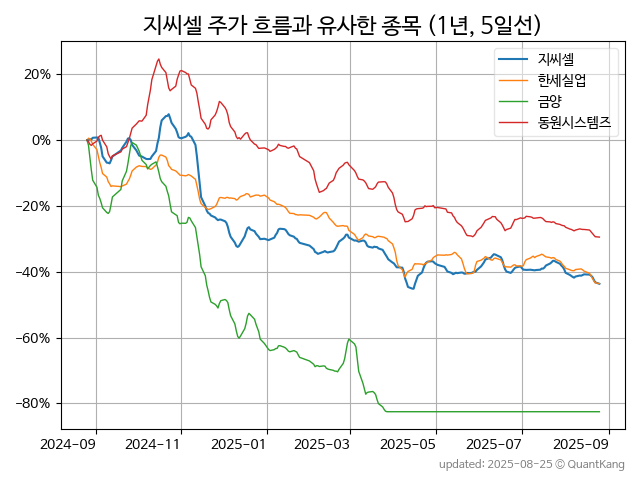 지씨셀 주가 흐름과 유사한 종목 (1년, 5일선)
지씨셀
한세실업
금양
동원시스템즈
20%
0%
−20%
−40%
−60%
−80%
2024−09
2024−11
2025−01
2025−03
2025−05
2025−07
2025−09
updated: 2025-08-25 © QuantKang